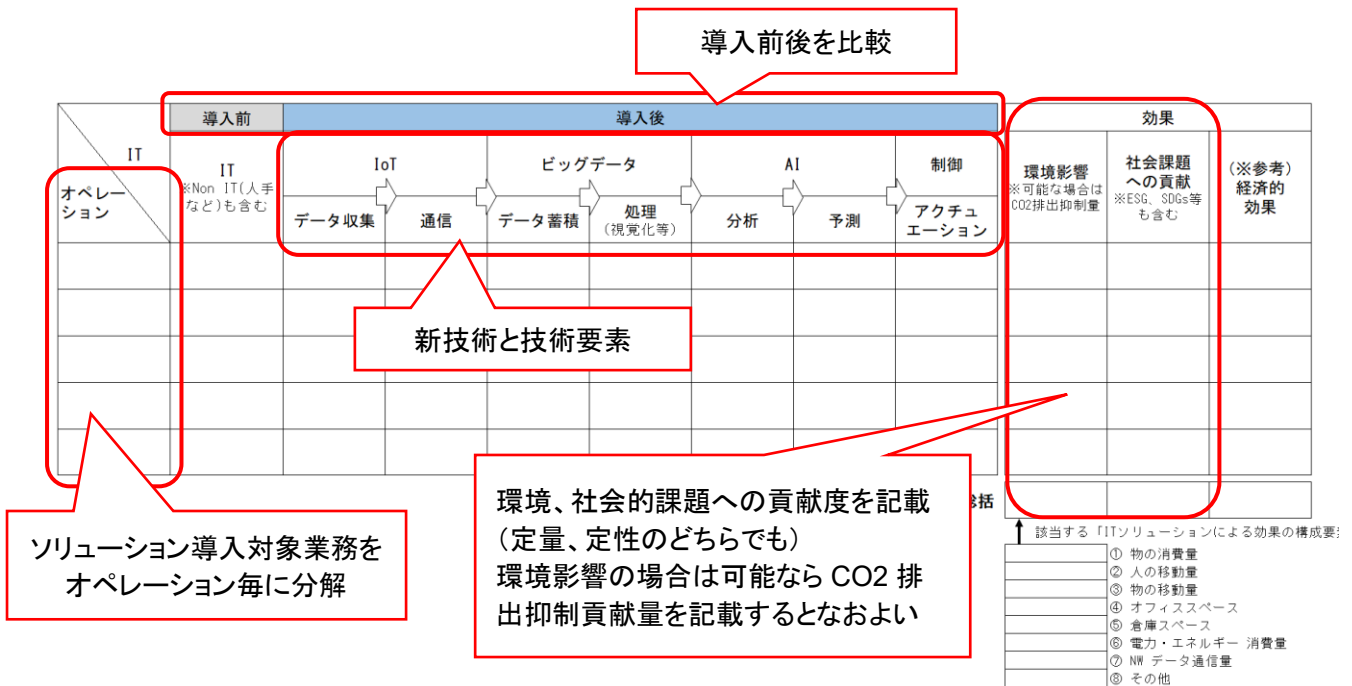 導入前後を比較
導入前
導入後
効果
IT
オペレー
ション
IT
※Non IT(人手
など)も含む
IoT
ビッグデータ
AI
制御
データ収集
通信
データ蓄積
処理
(視覚化等)
分析
予測
アクチュ
エーション
環境影響
※可能な場合は
CO2排出抑制量
社会課題
への貢献
※ESG、SDGs等
も含む
(※参考)
経済的
効果
新技術と技術要素
ソリューション導入対象業務を
オペレーション毎に分解
環境、社会的課題への貢献度を記載
(定量、定性のどちらでも)
環境影響の場合は可能なら CO2 排
出抑制貢献量を記載するとなおよい
括
該当する「ITソリューションによる効果の構成要
① 物の消費量
② 人の移動量
③ 物の移動量
④ オフィススペース
⑤ 倉庫スペース
⑥ 電力・エネルギー 消費量
⑦ NW データ通信量
⑧ その他